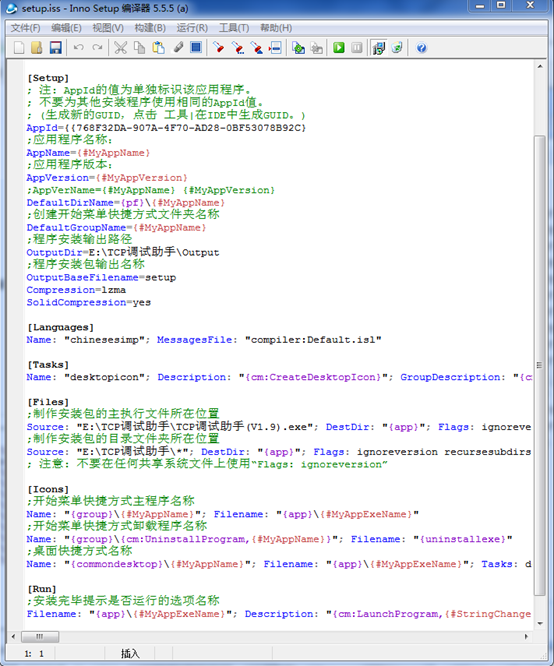 setup.iss - Inno Setup 编译器 5.5.5 (a)
文件(F) 编辑(E) 视图(V) 构建(B) 运行(R) 工具(T) 帮助(H)
[Setup]
; 注: AppId的值为单独标识该应用程序。
; 不要为其他安装程序使用相同的AppId值。
; (生成新的GUID，点击 工具|在IDE中生成GUID。)
AppId={{768F32DA-907A-4F70-AD28-0BF53078B92C}
;应用程序名称:
AppName={#MyAppName}
;应用程序版本:
AppVersion={#MyAppVersion}
;AppVerName={#MyAppName} {#MyAppVersion}
DefaultDirName={pf}\{#MyAppName}
;创建开始菜单快捷方式文件夹名称
DefaultGroupName={#MyAppName}
;程序安装输出路径
OutputDir=E:\TCP调试助手\Output
;程序安装包输出名称
OutputBaseFilename=setup
Compression=lzma
SolidCompression=yes
[Languages]
Name: "chinesesimp"; MessagesFile: "compiler:Default.isl"
[Tasks]
Name: "desktopicon"; Description: "{cm:CreateDesktopIcon}"; GroupDescription: "{c
[Files]
;制作安装包的主执行文件所在位置
Source: "E:\TCP调试助手\TCP调试助手(V1.9).exe"; DestDir: "{app}"; Flags: ignoreve
;制作安装包的目录文件夹所在位置
Source: "E:\TCP调试助手\*"; DestDir: "{app}"; Flags: ignoreversion recursesubdirs
; 注意: 不要在任何共享系统文件上使用“Flags: ignoreversion”
[Icons]
;开始菜单快捷方式主程序名称
Name: "{group}\{#MyAppName}"; Filename: "{app}\{#MyAppExeName}"
;开始菜单快捷方式卸载程序名称
Name: "{group}\{cm:UninstallProgram,{#MyAppName}}"; Filename: "{uninstallexe}"
;桌面快捷方式名称
Name: "{commondesktop}\{#MyAppName}"; Filename: "{app}\{#MyAppExeName}"; Tasks: d
[Run]
;安装完毕提示是否运行的选项名称
Filename: "{app}\{#MyAppExeName}"; Description: "{cm:LaunchProgram,{#StringChange
1: 1 插入